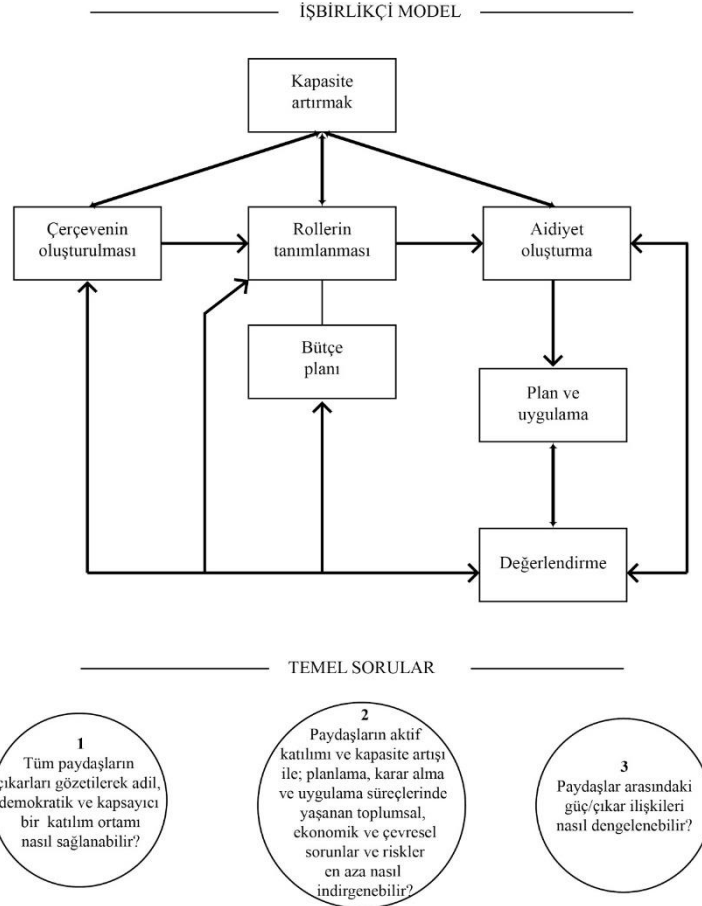 İŞBİRLİKÇİ MODEL
Kapasite
artırmak
Çerçevenin
oluşturulması
Rollerin
tanımlanması
Aidiyet
oluşturma
Bütçe
planı
Plan ve
uygulama
Değerlendirme
TEMEL SORULAR
1
Tüm paydaşların
çıkarları gözetilerek adil,
demokratik ve kapsayıcı
bir katılım ortamı
nasıl sağlanabilir?
2
Paydaşların aktif
katılımı ve kapasite artışı
ile; planlama, karar alma
ve uygulama süreçlerinde
yaşanan toplumsal,
ekonomik ve çevresel
sorunlar ve riskler
en aza nasıl
indirgenebilir?
3
Paydaşlar arasındaki
güç/çıkar ilişkileri
nasıl dengelenebilir?